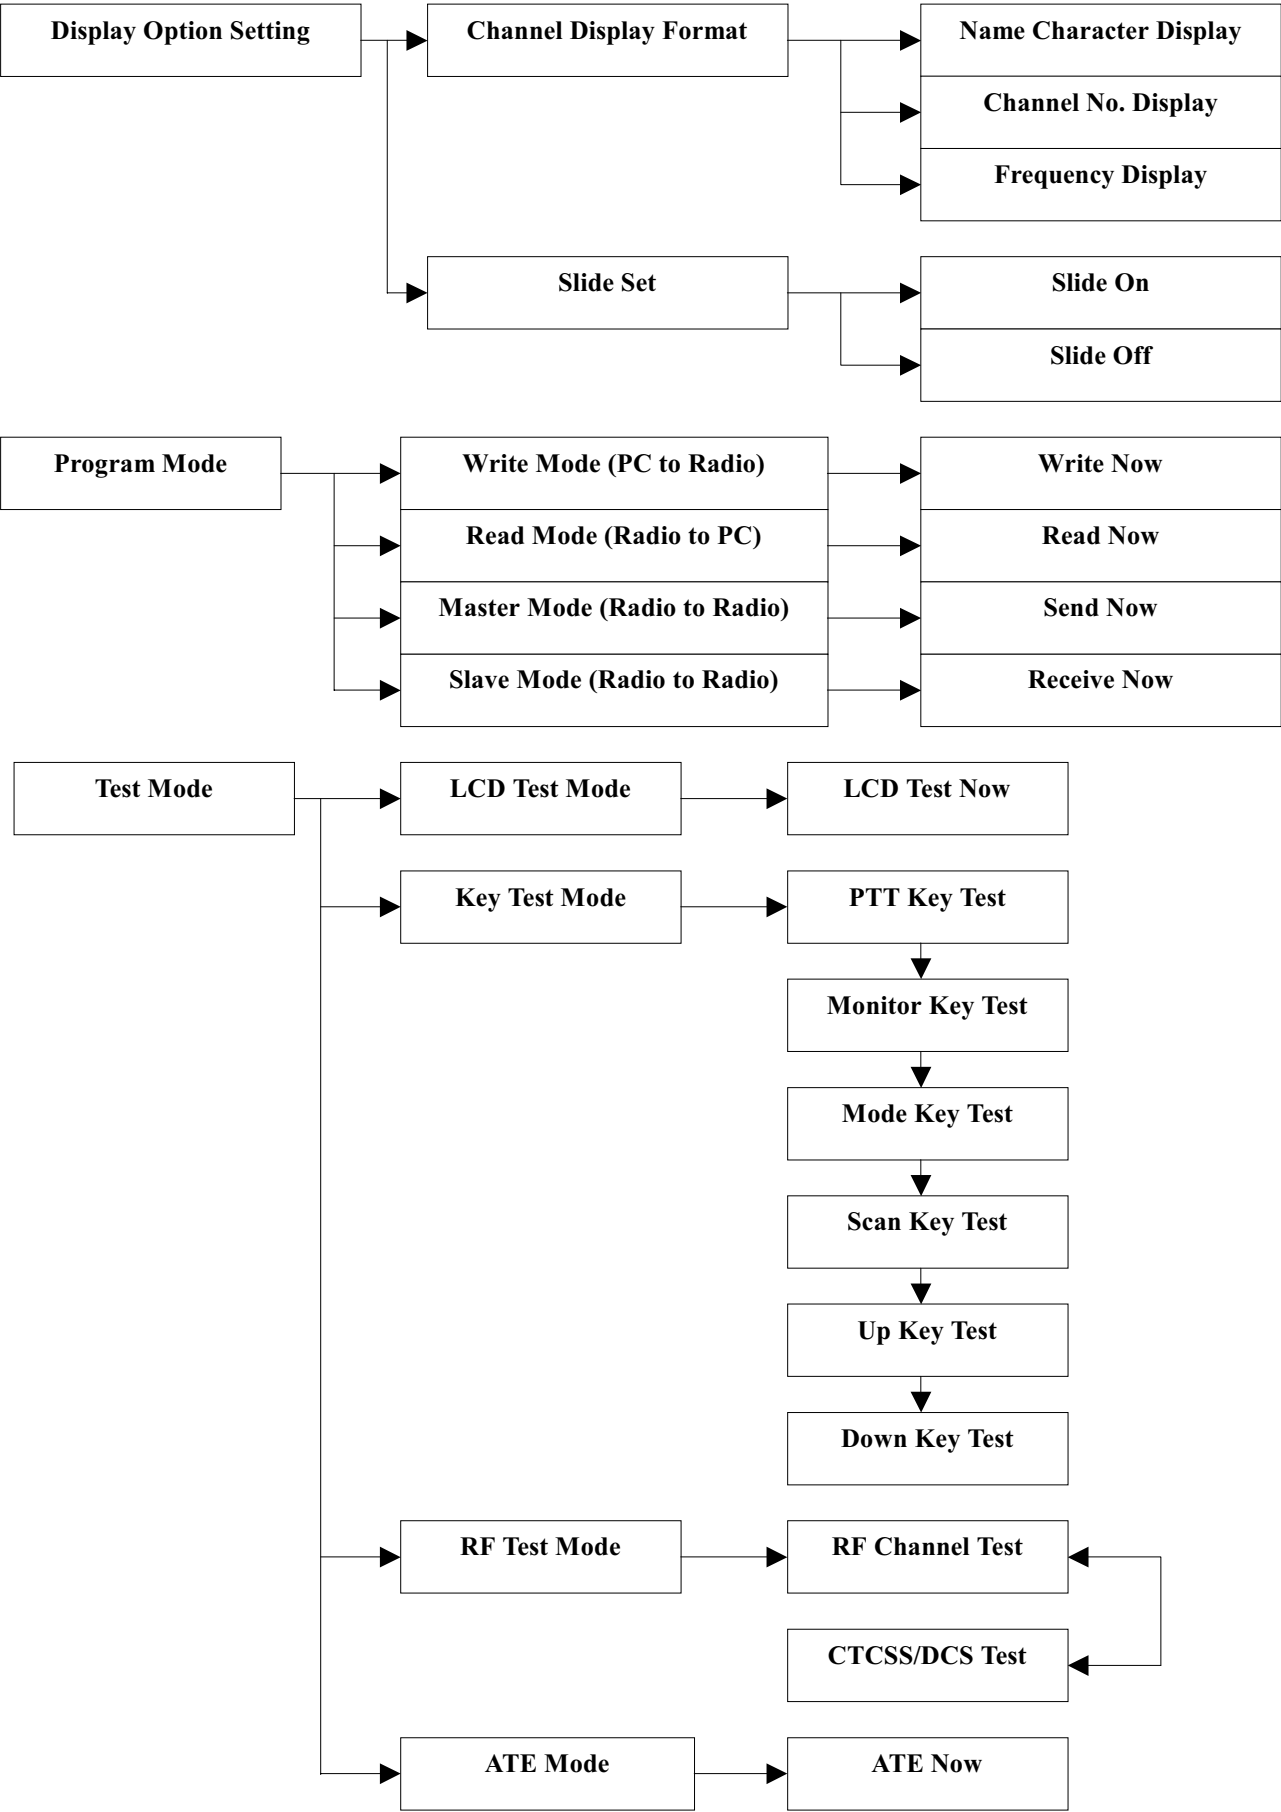 Display Option Setting
Channel Display Format
Name Character Display
Channel No. Display
Frequency Display
Slide Set
Slide On
Slide Off
Program Mode
Write Mode (PC to Radio)
Write Now
Read Mode (Radio to PC)
Read Now
Master Mode (Radio to Radio)
Send Now
Slave Mode (Radio to Radio)
Receive Now
Test Mode
LCD Test Mode
LCD Test Now
Key Test Mode
PTT Key Test
Monitor Key Test
Mode Key Test
Scan Key Test
Up Key Test
Down Key Test
RF Test Mode
RF Channel Test
CTCSS/DCS Test
ATE Mode
ATE Now